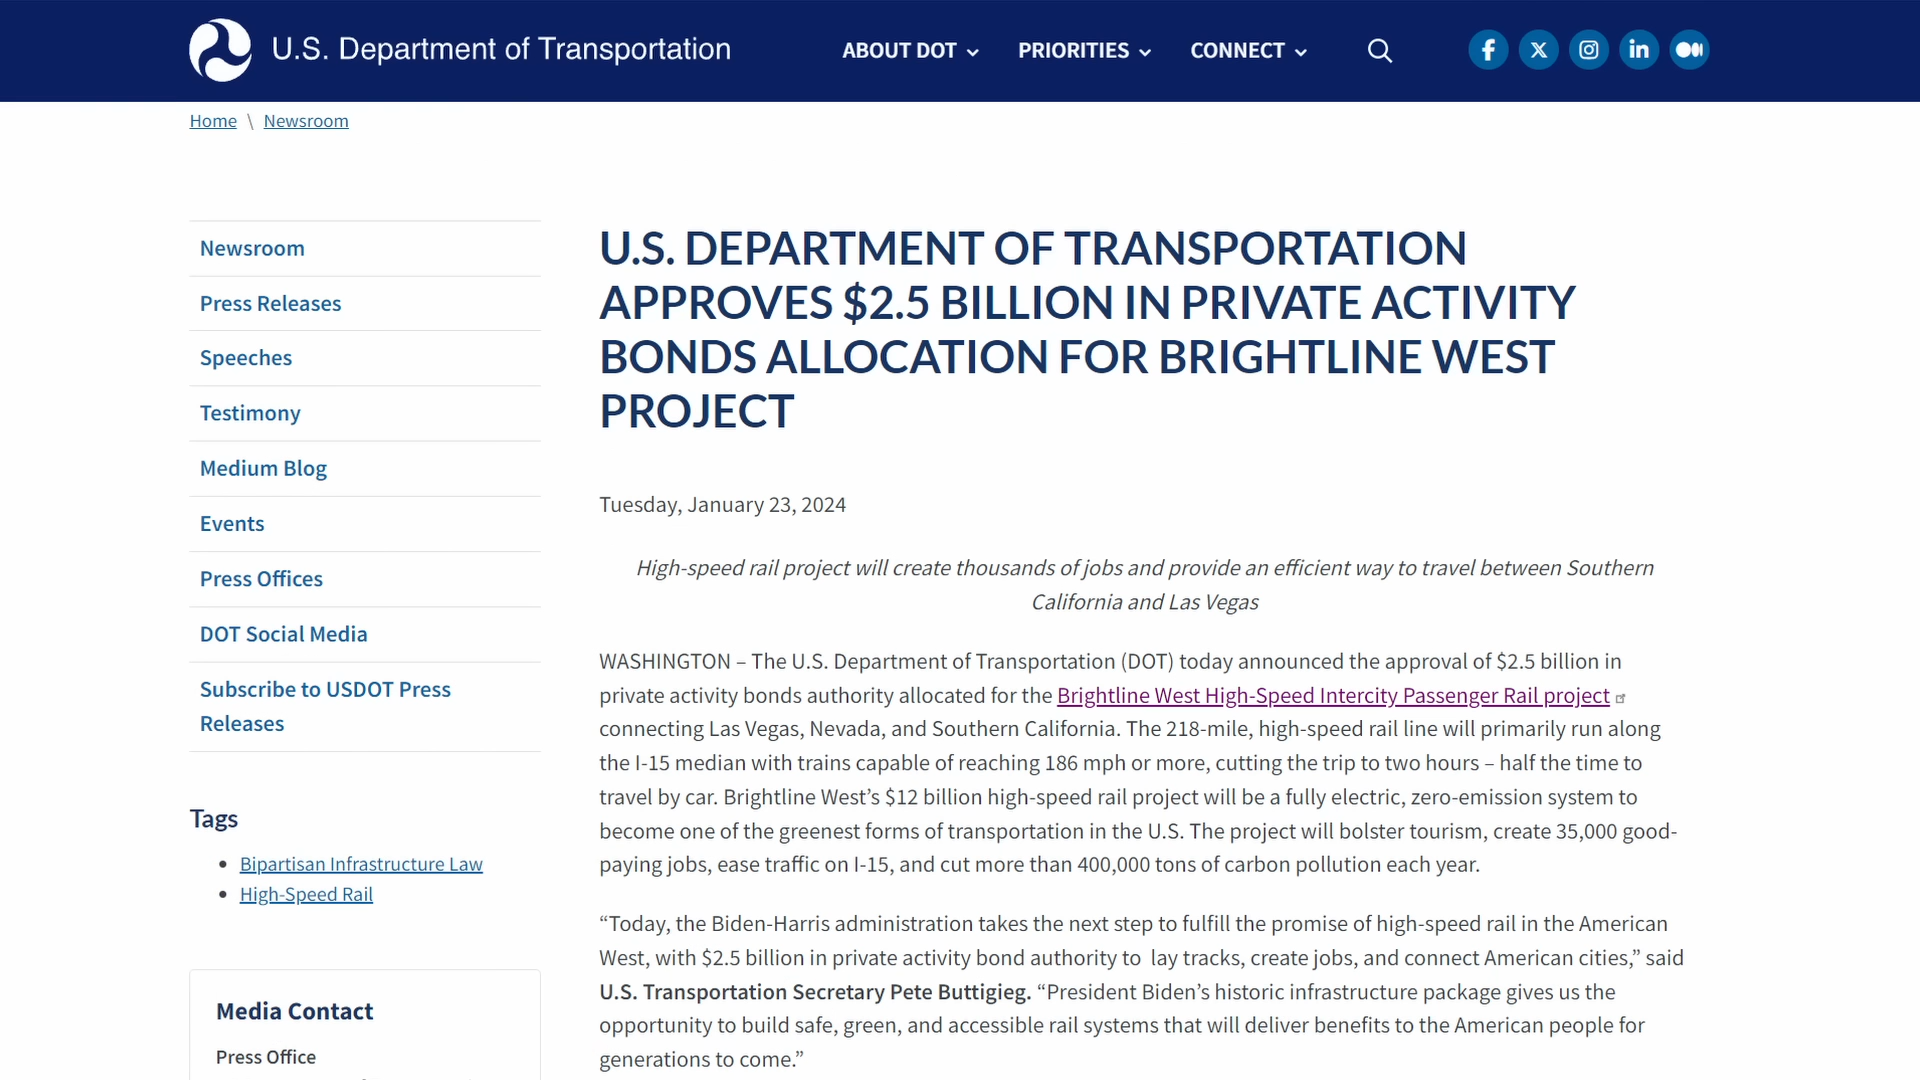 U.S. Department of Transportation
ABOUT DOT
PRIORITIES
CONNECT
Home \ Newsroom
Newsroom
Press Releases
Speeches
Testimony
Medium Blog
Events
Press Offices
DOT Social Media
Subscribe to USDOT Press
Releases
Tags
Bipartisan Infrastructure Law
High-Speed Rail
Media Contact
Press Office
U.S. DEPARTMENT OF TRANSPORTATION
APPROVES $2.5 BILLION IN PRIVATE ACTIVITY
BONDS ALLOCATION FOR BRIGHTLINE WEST
PROJECT
Tuesday, January 23, 2024
High-speed rail project will create thousands of jobs and provide an efficient way to travel between Southern
California and Las Vegas
WASHINGTON – The U.S. Department of Transportation (DOT) today announced the approval of $2.5 billion in
private activity bonds authority allocated for the Brightline West High-Speed Intercity Passenger Rail project
connecting Las Vegas, Nevada, and Southern California. The 218-mile, high-speed rail line will primarily run along
the I-15 median with trains capable of reaching 186 mph or more, cutting the trip to two hours – half the time to
travel by car. Brightline West’s $12 billion high-speed rail project will be a fully electric, zero-emission system to
become one of the greenest forms of transportation in the U.S. The project will bolster tourism, create 35,000 good-
paying jobs, ease traffic on I-15, and cut more than 400,000 tons of carbon pollution each year.
“Today, the Biden-Harris administration takes the next step to fulfill the promise of high-speed rail in the American
West, with $2.5 billion in private activity bond authority to lay tracks, create jobs, and connect American cities,” said
U.S. Transportation Secretary Pete Buttigieg. “President Biden’s historic infrastructure package gives us the
opportunity to build safe, green, and accessible rail systems that will deliver benefits to the American people for
generations to come.”